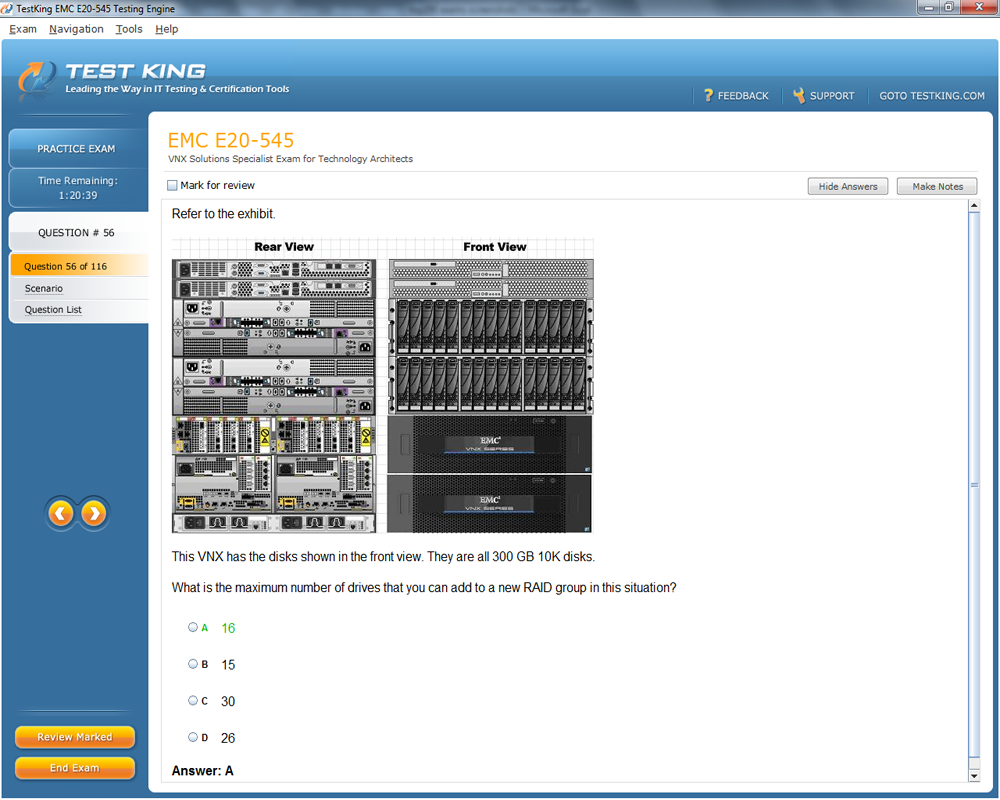 TestKing EMC E20-545 Testing Engine
Exam Navigation Tools Help
TEST KING
Leading the Way in IT Testing & Certification Tools
FEEDBACK SUPPORT GOTO TESTKING.COM
PRACTICE EXAM
Time Remaining:
1:20:39
QUESTION # 56
Question 56 of 116
Scenario
Question List
Review Marked
End Exam
EMC E20-545
VNX Solutions Specialist Exam for Technology Architects
Mark for review
Hide Answers Make Notes
Refer to the exhibit.
Rear View Front View
EMC²
VNX SERIES
EMC²
VNX SERIES
This VNX has the disks shown in the front view. They are all 300 GB 10K disks.
What is the maximum number of drives that you can add to a new RAID group in this situation?
A 16
B 15
C 30
D 26
Answer: A